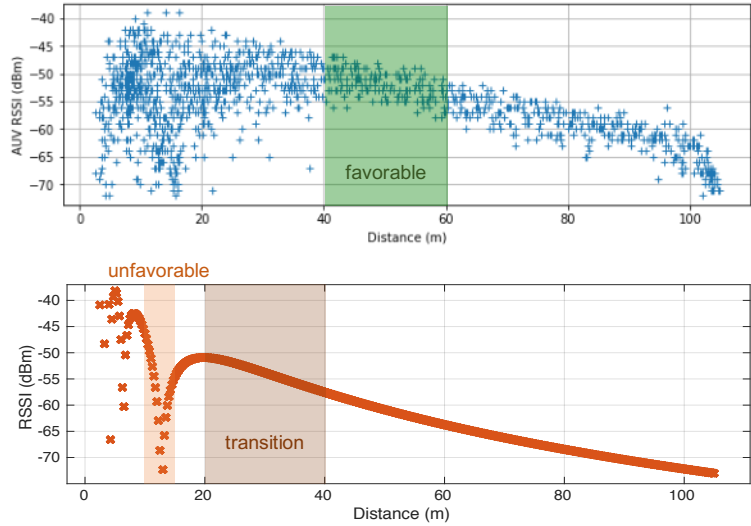 -40
-45
-50
-55
-60
-65
-70
AUV RSSI (dBm)
favorable
0 20 40 60 80 100
Distance (m)
unfavorable
-40
-45
-50
-55
-60
-65
-70
RSSI (dBm)
transition
0 20 40 60 80 100
Distance (m)